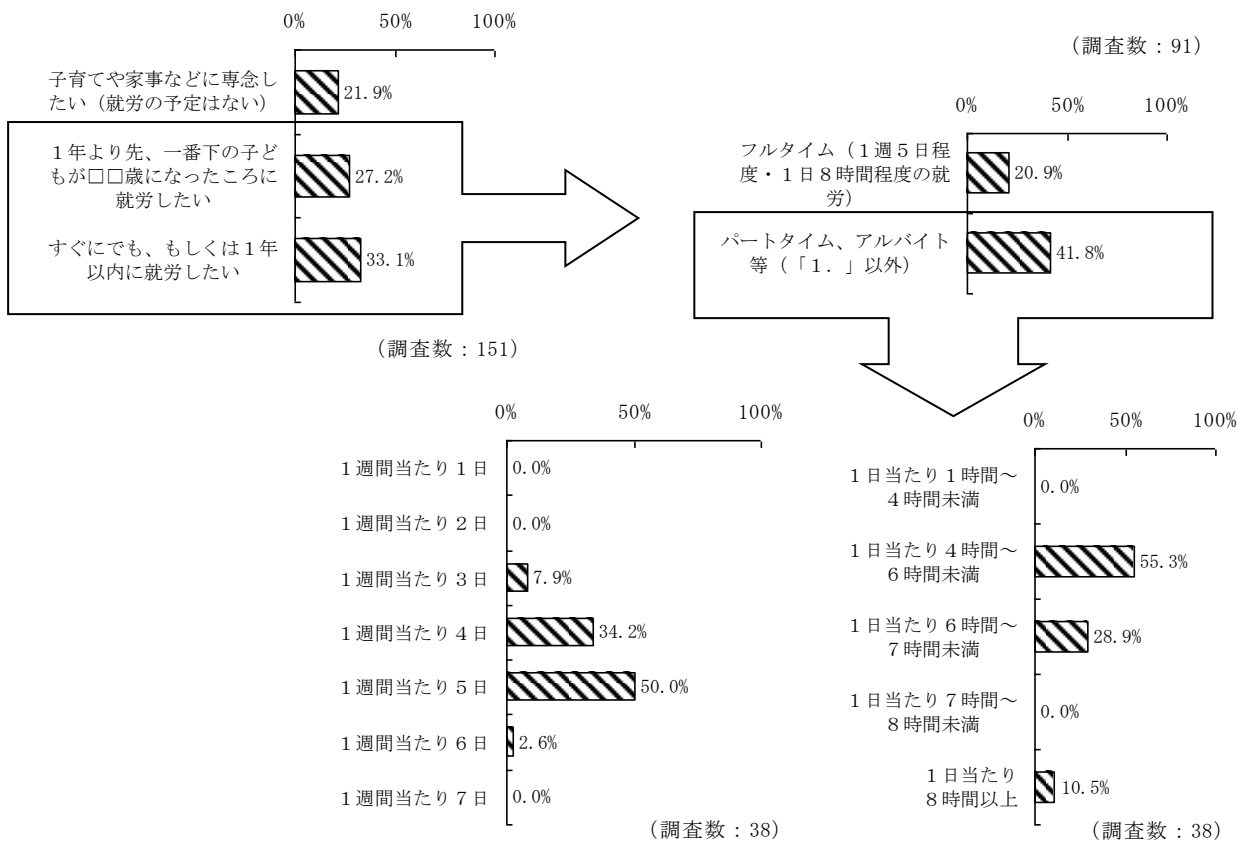 0% 50% 100%
子育てや家事などに専念し
たい（就労の予定はない）
21.9%
１年より先、一番下の子ど
もが□□歳になったころに
就労したい
27.2%
すぐにでも、もしくは１年
以内に就労したい
33.1%
（調査数：151）
（調査数：91）
0% 50% 100%
フルタイム（１週５日程
度・１日８時間程度の就
労）
20.9%
パートタイム、アルバイト
等（「１．」以外）
41.8%
0% 50% 100%
１週間当たり１日 0.0%
１週間当たり２日 0.0%
１週間当たり３日 7.9%
１週間当たり４日 34.2%
１週間当たり５日 50.0%
１週間当たり６日 2.6%
１週間当たり７日 0.0%
（調査数：38）
0% 50% 100%
１日当たり１時間～
４時間未満
0.0%
１日当たり４時間～
６時間未満
55.3%
１日当たり６時間～
７時間未満
28.9%
１日当たり７時間～
８時間未満
0.0%
１日当たり
８時間以上
10.5%
（調査数：38）